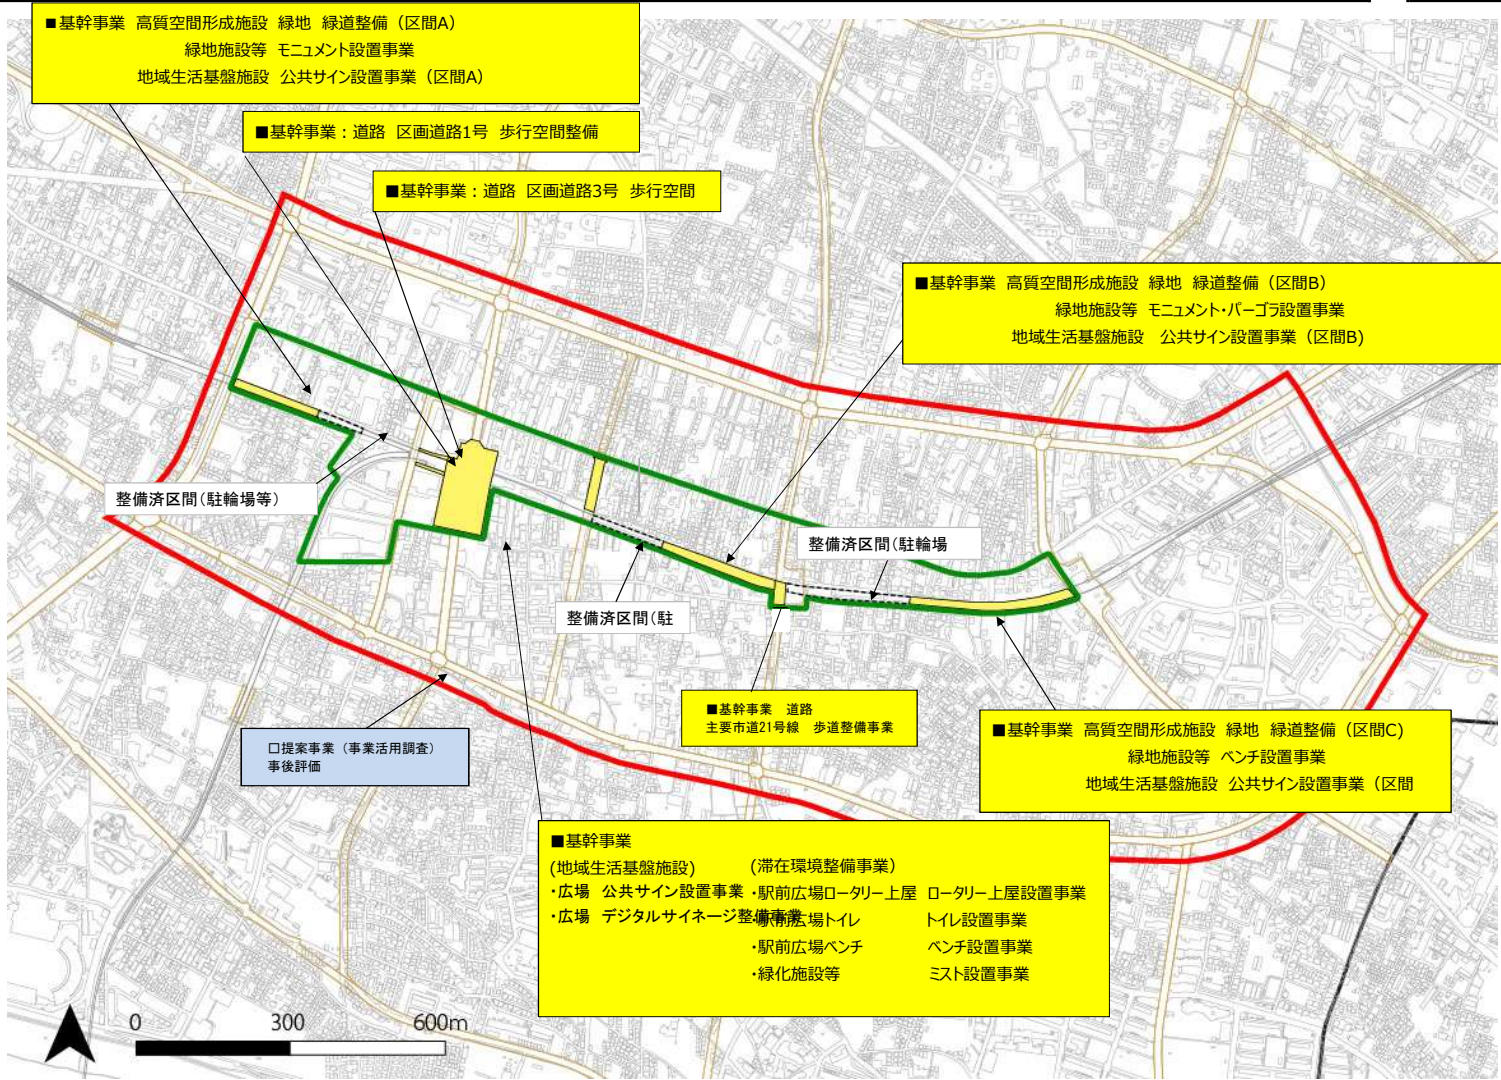 ■基幹事業 高質空間形成施設 緑地 緑道整備（区間A）
緑地施設等 モニュメント設置事業
地域生活基盤施設 公共サイン設置事業（区間A）
■基幹事業：道路 区画道路1号 歩行空間整備
■基幹事業：道路 区画道路3号 歩行空間
■基幹事業 高質空間形成施設 緑地 緑道整備（区間B）
緑地施設等 モニュメント・パーゴラ設置事業
地域生活基盤施設 公共サイン設置事業（区間B）
整備済区間（駐輪場等）
整備済区間（駐輪場
整備済区間（駐
■基幹事業 道路
主要市道21号線 歩道整備事業
■基幹事業 高質空間形成施設 緑地 緑道整備（区間C）
緑地施設等 ベンチ設置事業
地域生活基盤施設 公共サイン設置事業（区間
□提案事業（事業活用調査）
事後評価
■基幹事業
(地域生活基盤施設)
・広場 公共サイン設置事業
・広場 デジタルサイネージ整備事業
(滞在環境整備事業)
・駅前広場ロータリー上屋 ロータリー上屋設置事業
・駅前広場トイレ トイレ設置事業
・駅前広場ベンチ ベンチ設置事業
・緑化施設等 ミスト設置事業
0 300 600m